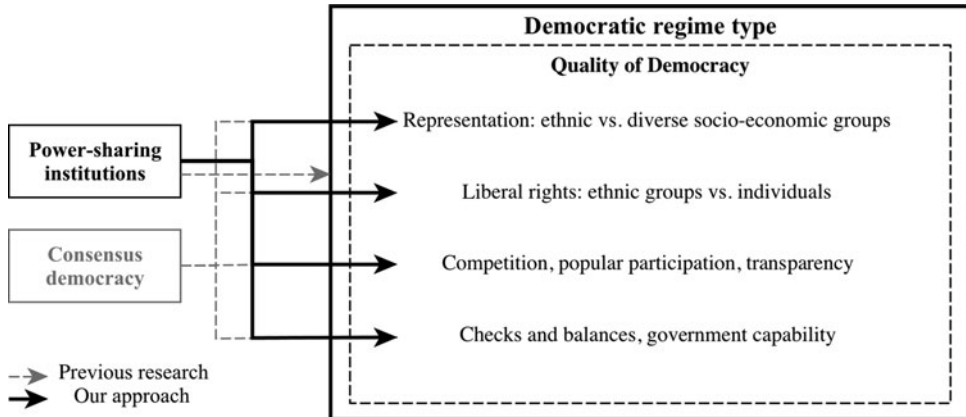 Democratic regime type
Quality of Democracy
Representation: ethnic vs. diverse socio-economic groups
Power-sharing
institutions
Liberal rights: ethnic groups vs. individuals
Consensus
democracy
Competition, popular participation, transparency
Checks and balances, government capability
Previous research
Our approach